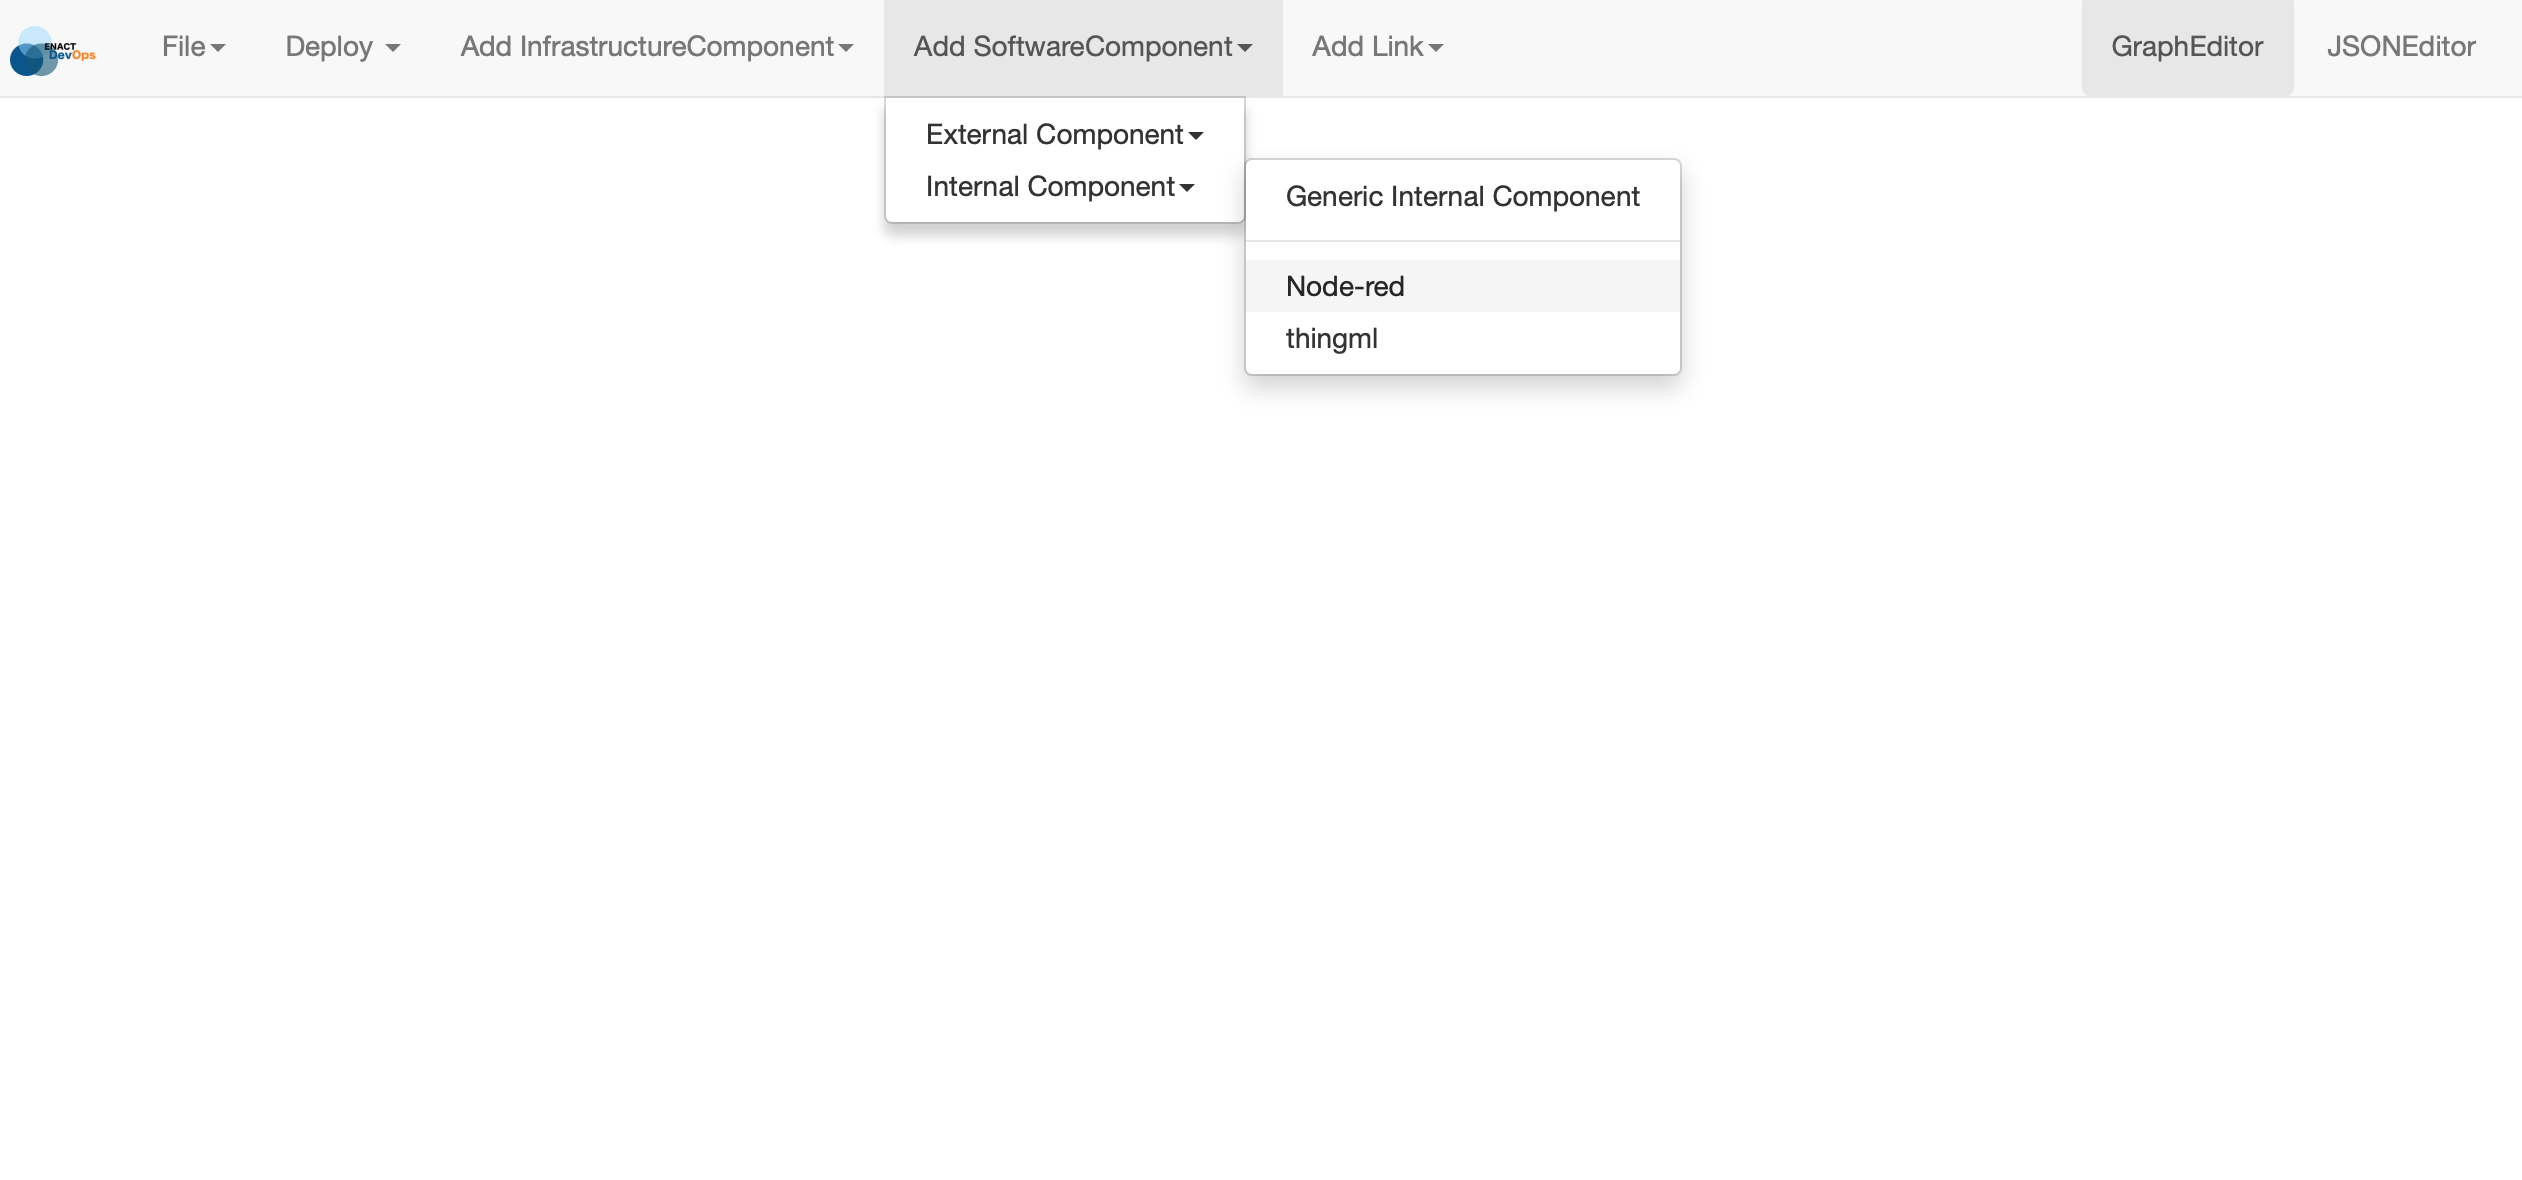 ENACT
DevOps
File
Deploy
Add InfrastructureComponent
Add SoftwareComponent
Add Link
GraphEditor
JSONEditor
External Component
Internal Component
Generic Internal Component
Node-red
thingml